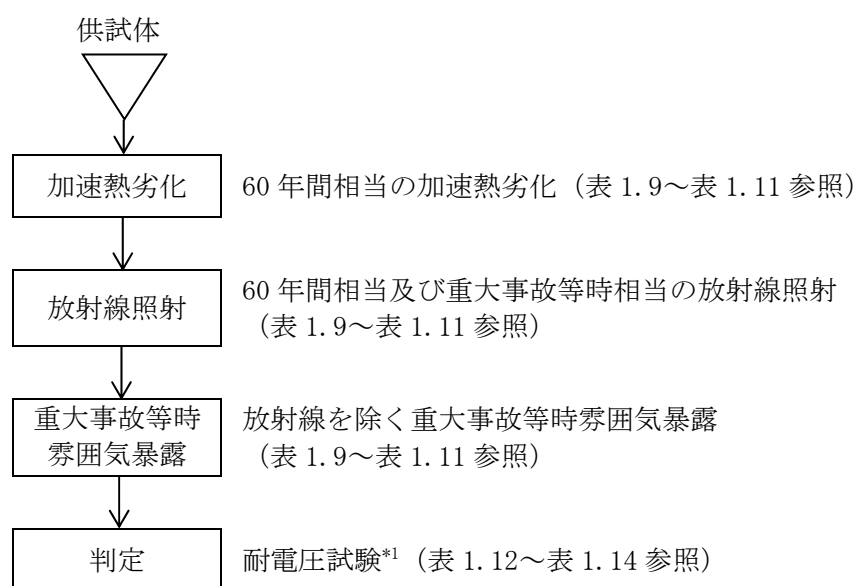 供試体
加速熱劣化
60 年間相当の加速熱劣化（表 1.9～表 1.11 参照）
放射線照射
60 年間相当及び重大事故等時相当の放射線照射
（表 1.9～表 1.11 参照）
重大事故等時
雰囲気暴露
放射線を除く重大事故等時雰囲気暴露
（表 1.9～表 1.11 参照）
判定
耐電圧試験*1（表 1.12～表 1.14 参照）